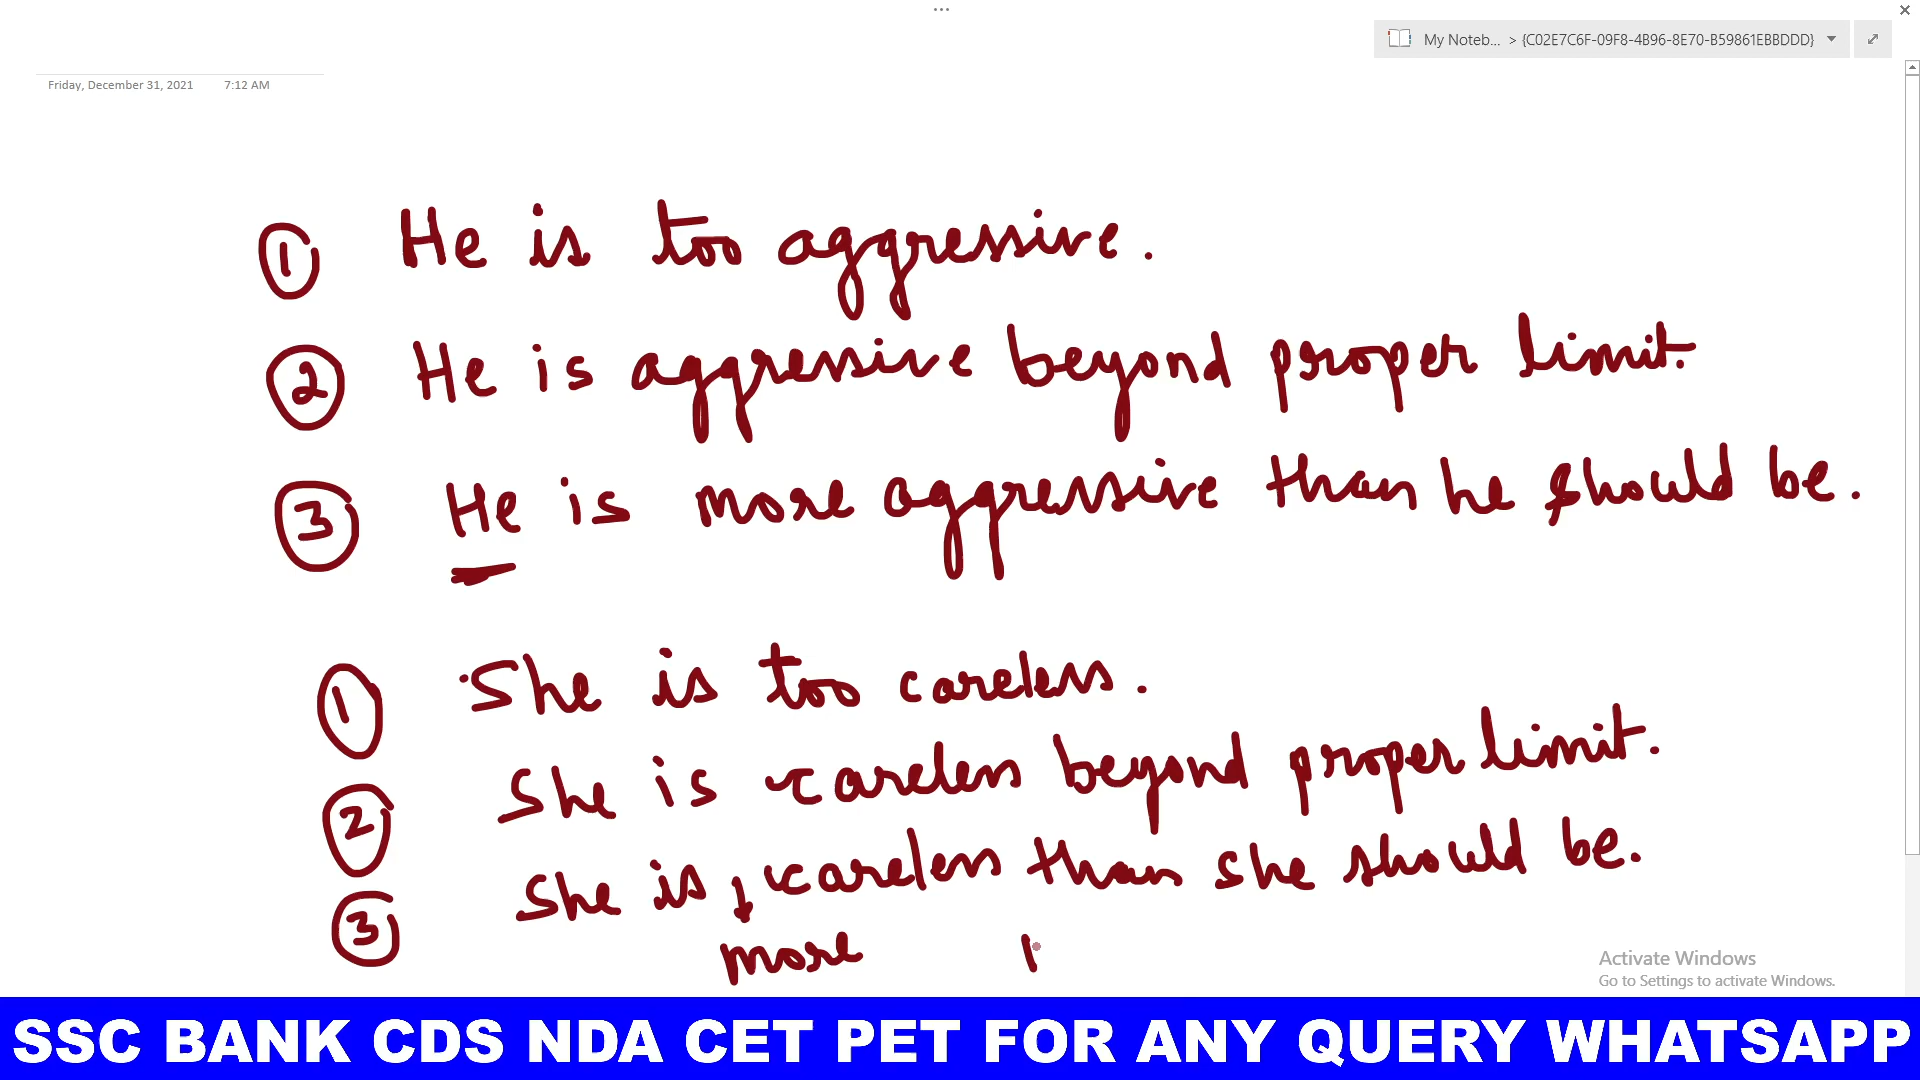 ...
My Noteb... > {C02E7C6F-09F8-4B96-8E70-B59861EBBDDD}
Friday, December 31, 2021 7:12 AM
1 He is too aggressive.
2 He is aggressive beyond proper limit.
3 He is more aggressive than he should be.
1 She is too careless.
2 She is careless beyond proper limit.
3 She is careless than she should be.
more
Activate Windows
Go to Settings to activate Windows.
SSC BANK CDS NDA CET PET FOR ANY QUERY WHATSAPP